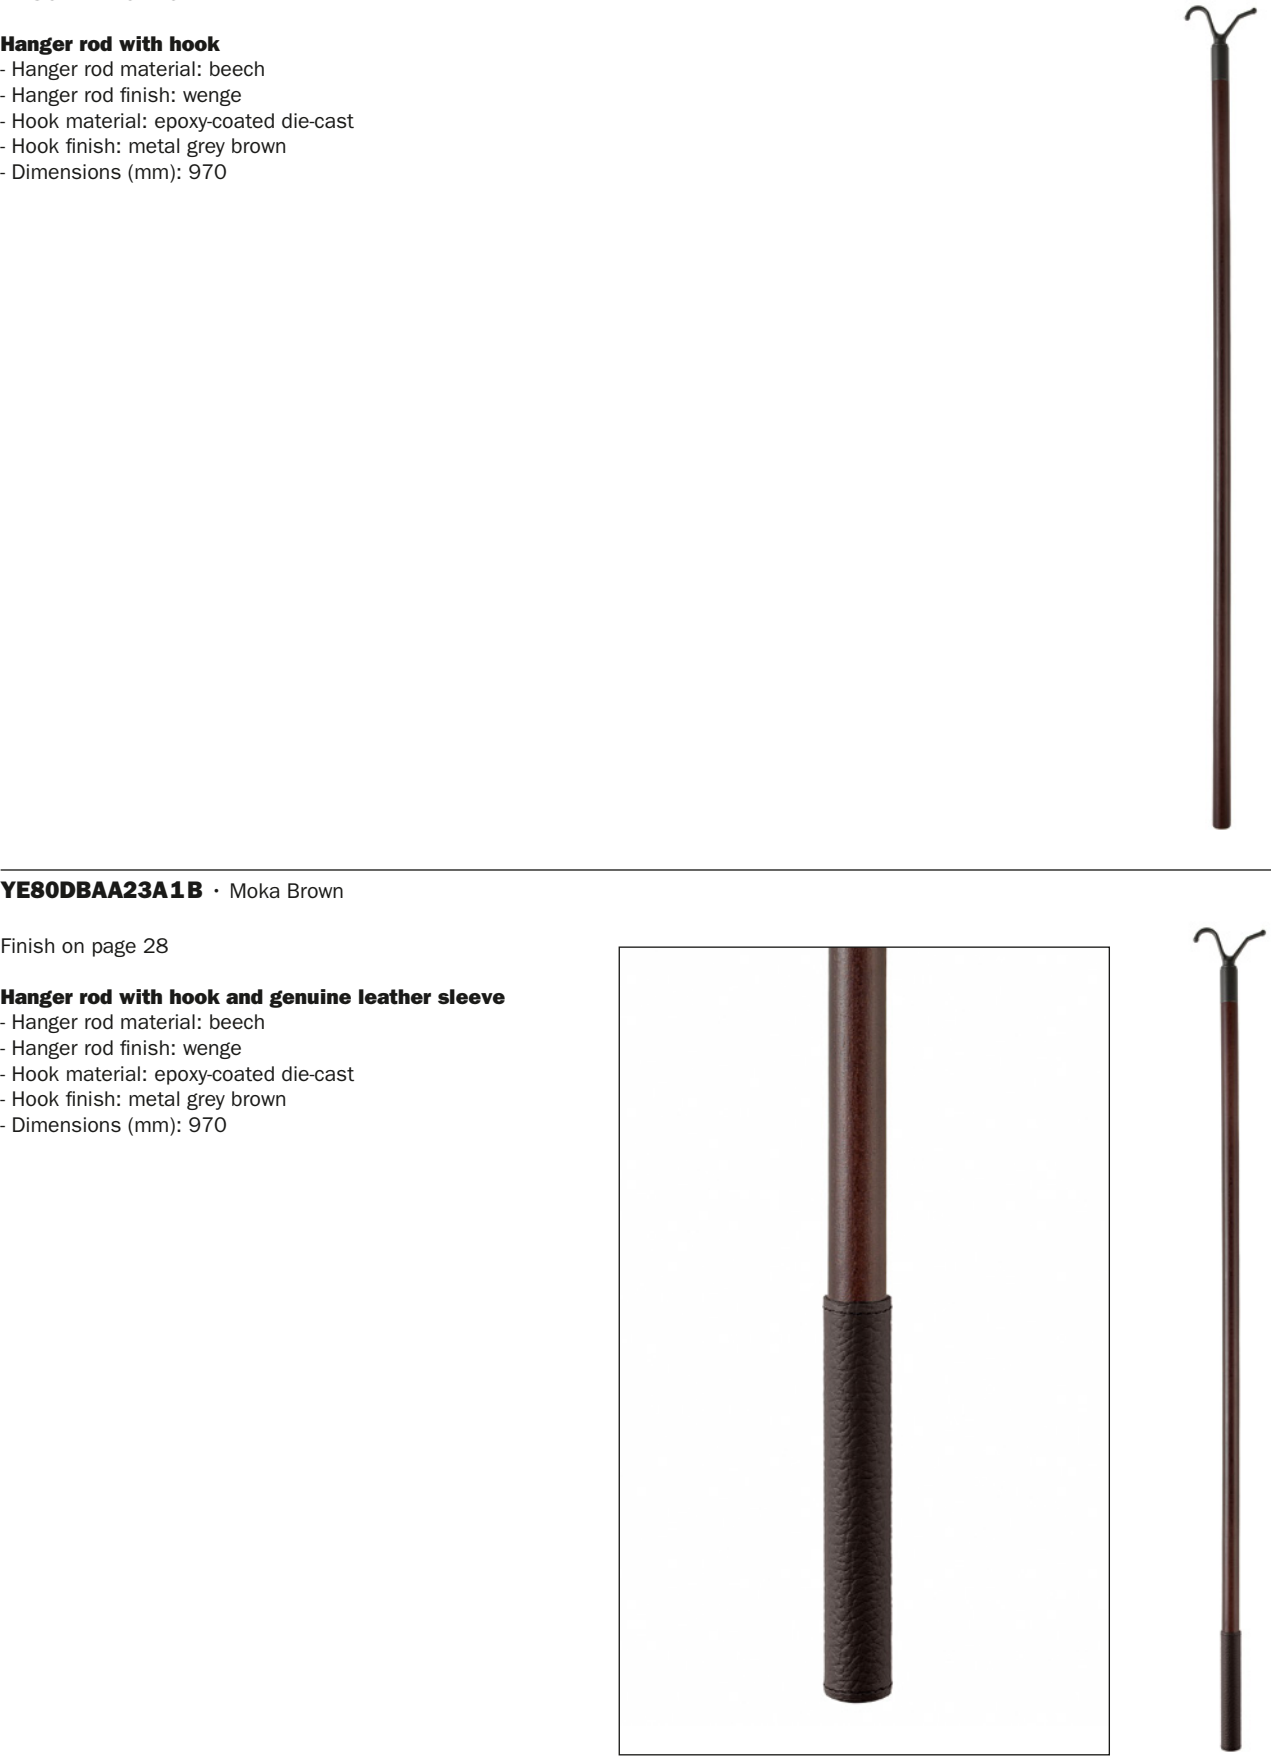 Hanger rod with hook
- Hanger rod material: beech
- Hanger rod finish: wenge
- Hook material: epoxy-coated die-cast
- Hook finish: metal grey brown
- Dimensions (mm): 970
YE80DBAA23A1B · Moka Brown
Finish on page 28
Hanger rod with hook and genuine leather sleeve
- Hanger rod material: beech
- Hanger rod finish: wenge
- Hook material: epoxy-coated die-cast
- Hook finish: metal grey brown
- Dimensions (mm): 970